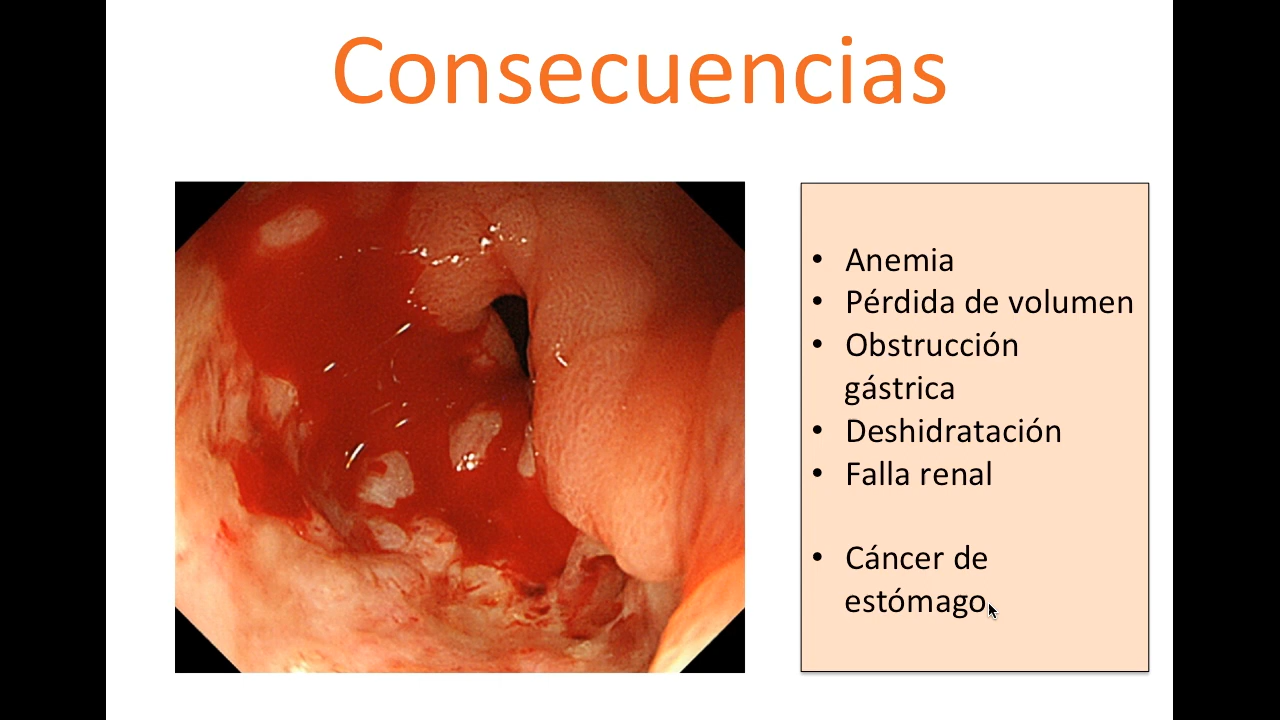 Consecuencias
• Anemia
• Pérdida de volumen
• Obstrucción
gástrica
• Deshidratación
• Falla renal
• Cáncer de
estómago